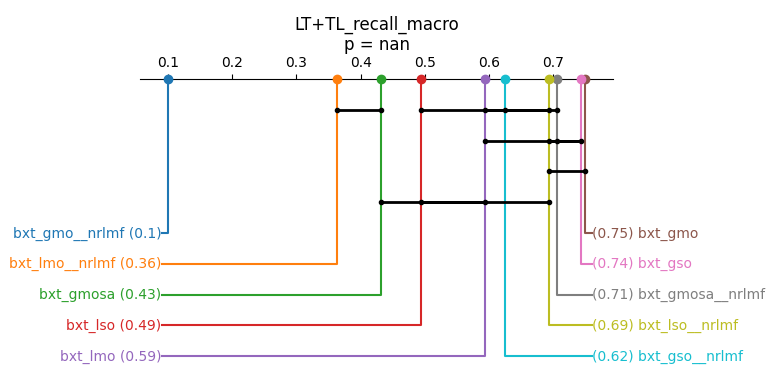 LT+TL_recall_macro
p = nan
0.1 0.2 0.3 0.4 0.5 0.6 0.7
bxt_gmo__nrlmf (0.1) (0.75) bxt_gmo
bxt_lmo__nrlmf (0.36) (0.74) bxt_gso
bxt_gmosa (0.43) (0.71) bxt_gmosa__nrlmf
bxt_lso (0.49) (0.69) bxt_lso__nrlmf
bxt_lmo (0.59) (0.62) bxt_gso__nrlmf